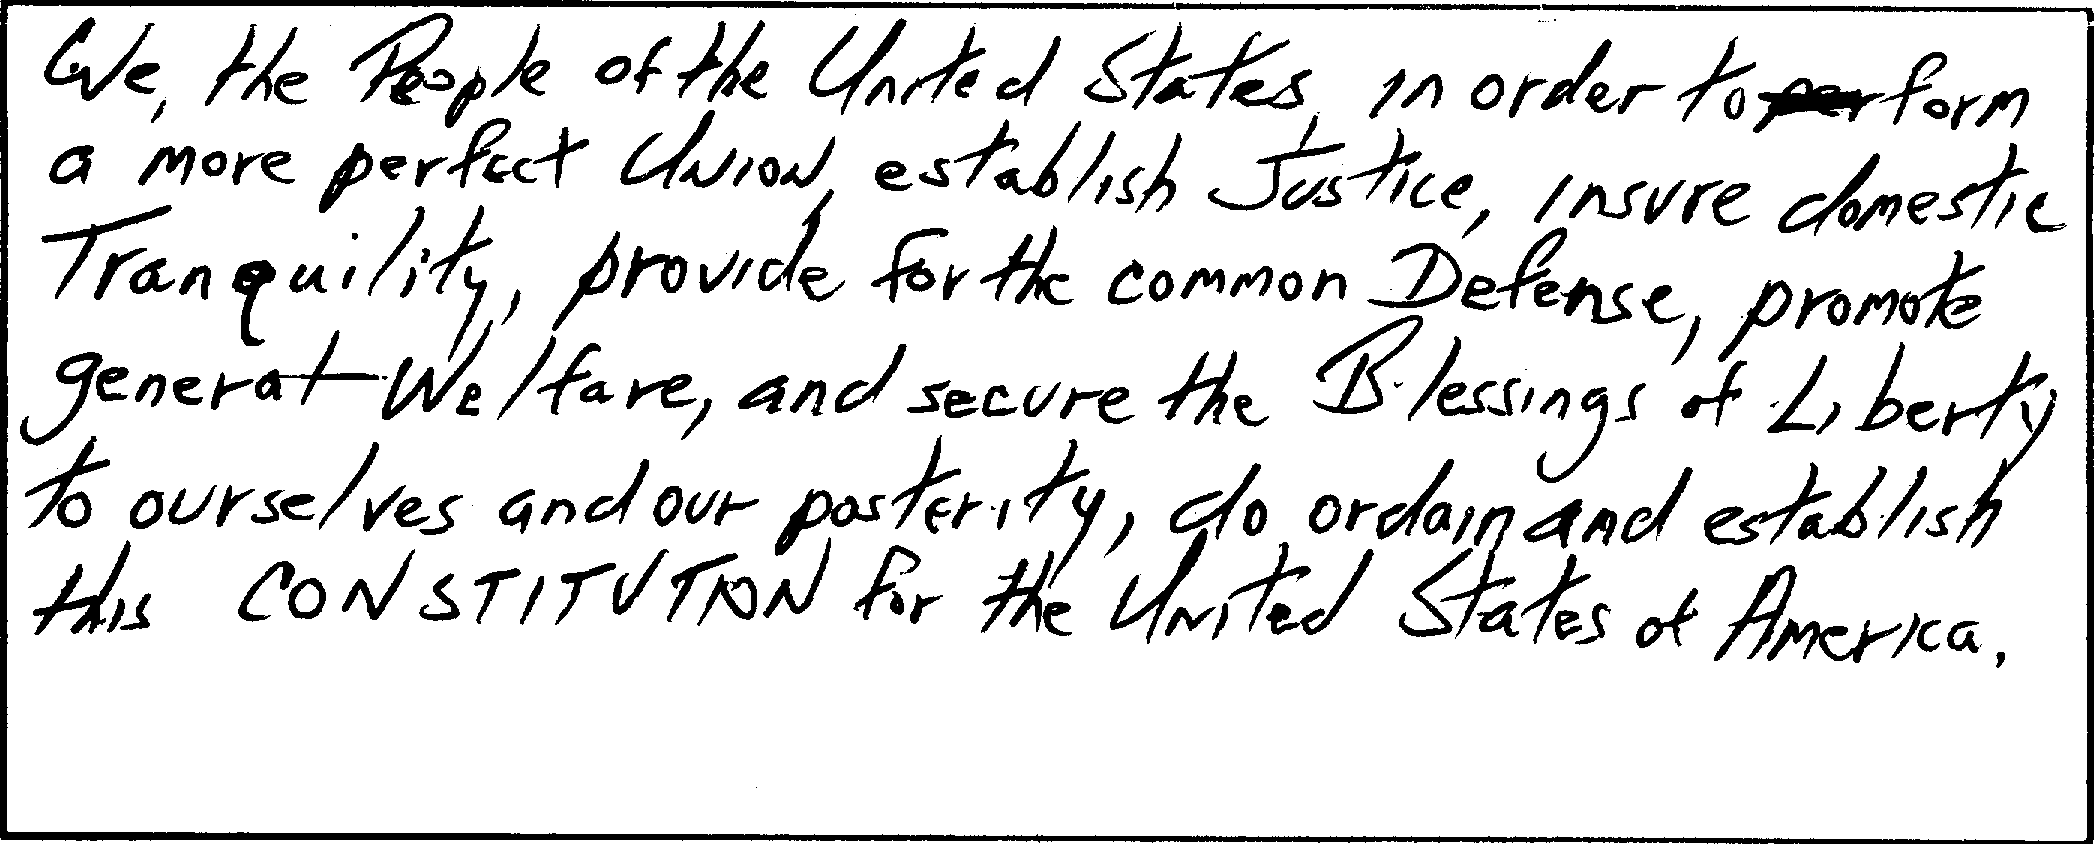 We, the People of the United States, in order to form
a more perfect Union, establish Justice, insure domestic
Tranquility, provide for the common Defense, promote
general Welfare, and secure the Blessings of Liberty
to ourselves and our posterity, do ordain and establish
this CONSTITUTION for the United States of America.